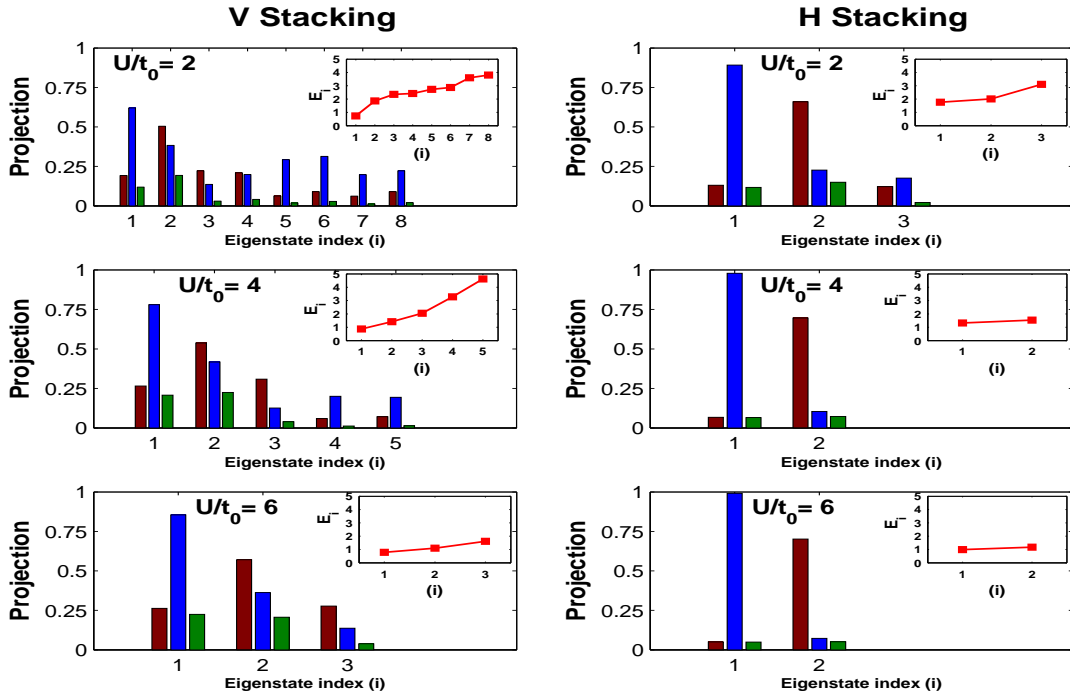 V Stacking
H Stacking
U/t0= 2
Projection
1
0.75
0.5
0.25
0
1 2 3 4 5 6 7 8
Eigenstate index (i)
Ei
5
4
3
2
1
0
1 2 3 4 5 6 7 8
(i)
U/t0= 2
Projection
1
0.75
0.5
0.25
0
1 2 3
Eigenstate index (i)
Ei
5
4
3
2
1
0
1 2 3
(i)
U/t0= 4
Projection
1
0.75
0.5
0.25
0
1 2 3 4 5
Eigenstate index (i)
Ei
5
4
3
2
1
0
1 2 3 4 5
(i)
U/t0= 4
Projection
1
0.75
0.5
0.25
0
1 2
Eigenstate index (i)
Ei
5
4
3
2
1
0
1 2
(i)
U/t0= 6
Projection
1
0.75
0.5
0.25
0
1 2 3
Eigenstate index (i)
Ei
5
4
3
2
1
0
1 2 3
(i)
U/t0= 6
Projection
1
0.75
0.5
0.25
0
1 2
Eigenstate index (i)
Ei
5
4
3
2
1
0
1 2
(i)